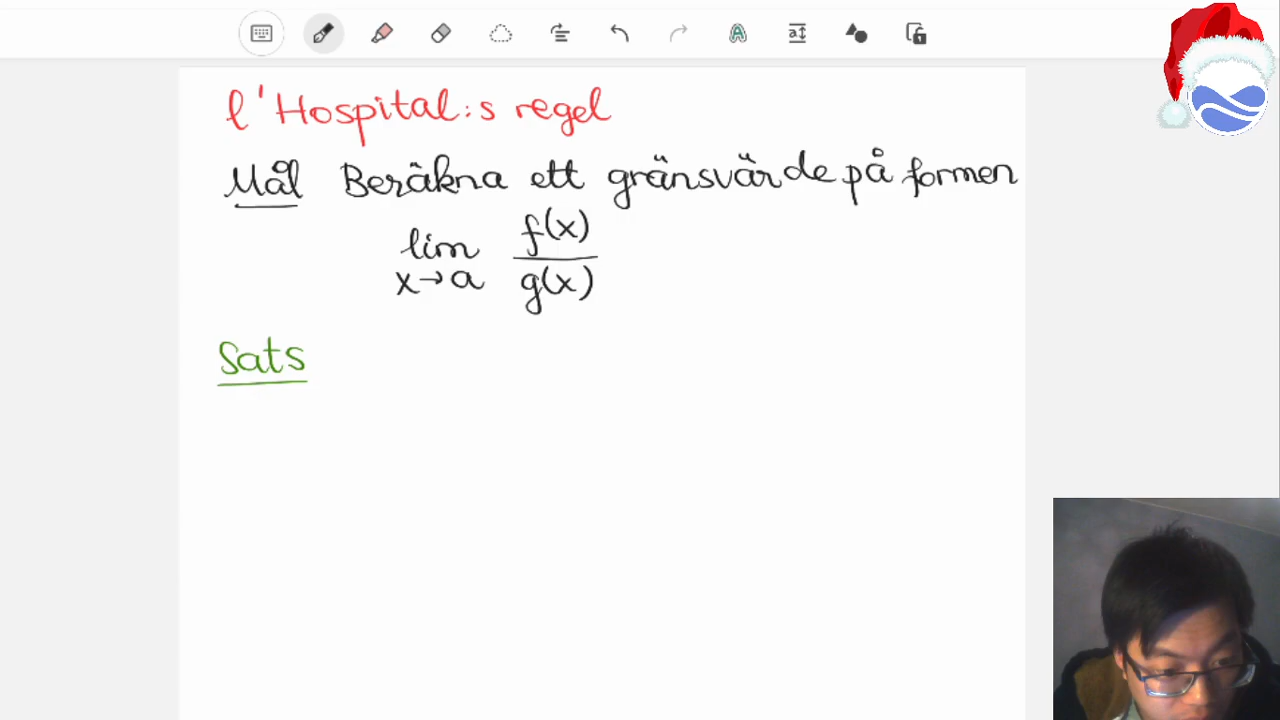 l'Hospital:s regel
Mål Beräkna ett gränsvärde på formen
lim f(x)
x→a g(x)
Sats